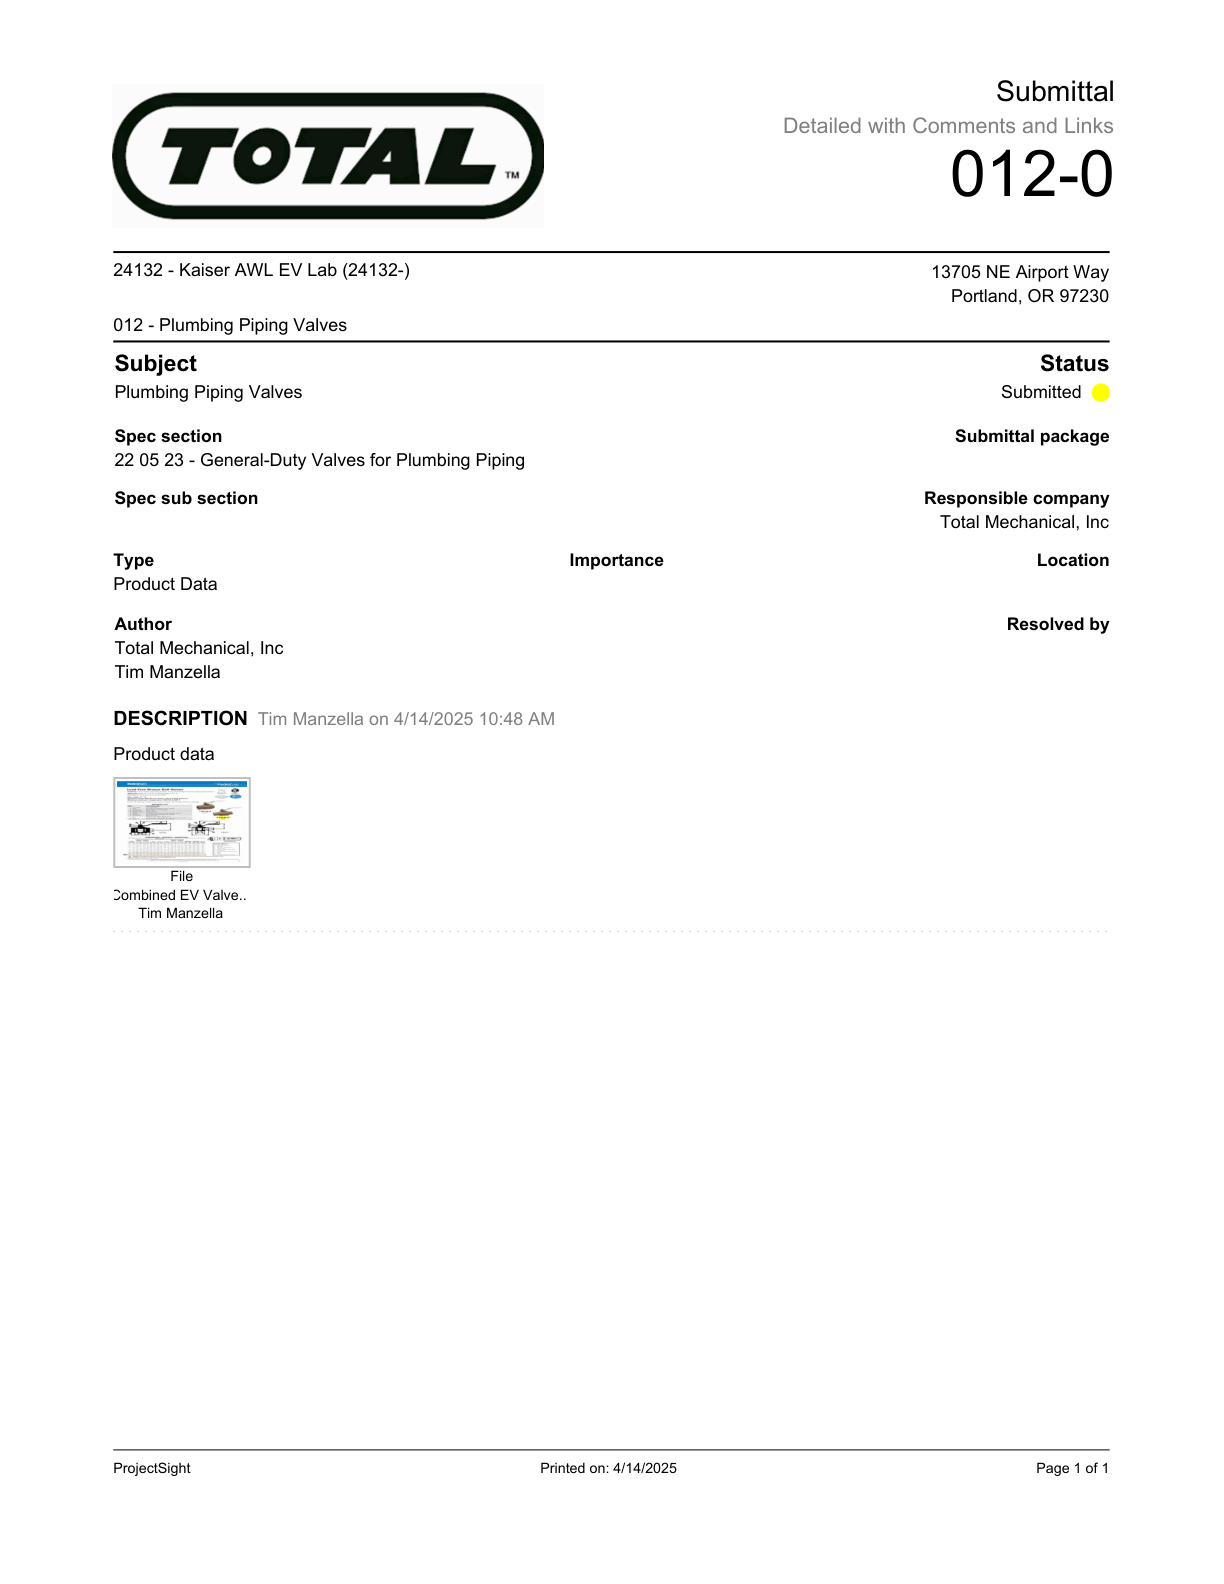 TOTAL™
Submittal
Detailed with Comments and Links
012-0
24132 - Kaiser AWL EV Lab (24132-)
13705 NE Airport Way
Portland, OR 97230
012 - Plumbing Piping Valves
Subject
Status
Plumbing Piping Valves
Submitted
Spec section
Submittal package
22 05 23 - General-Duty Valves for Plumbing Piping
Spec sub section
Responsible company
Total Mechanical, Inc
Type
Importance
Location
Product Data
Author
Resolved by
Total Mechanical, Inc
Tim Manzella
DESCRIPTION Tim Manzella on 4/14/2025 10:48 AM
Product data
File
Combined EV Valve..
Tim Manzella
ProjectSight
Printed on: 4/14/2025
Page 1 of 1